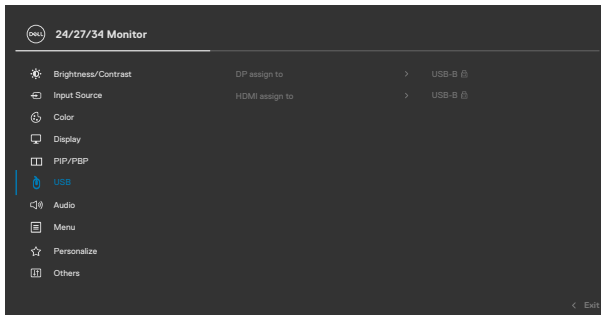 DELL 24/27/34 Monitor
Brightness/Contrast DP assign to > USB-B
Input Source HDMI assign to > USB-B
Color
Display
PIP/PBP
USB
Audio
Menu
Personalize
Others
< Exit